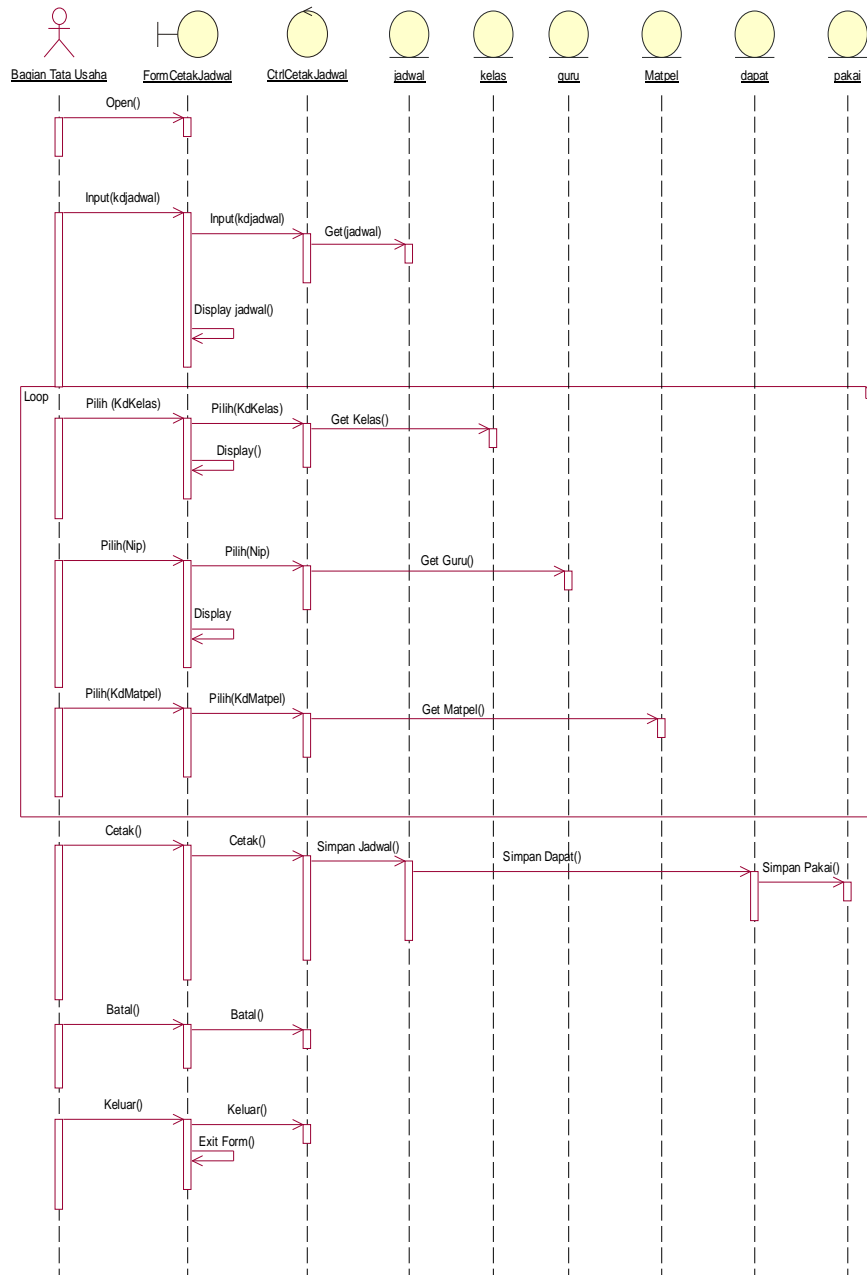 Bagian Tata Usaha
FormCetakJadwal
CtrlCetakJadwal
jadwal
kelas
guru
Matpel
dapat
pakai
Open()
Input(kdjadwal)
Input(kdjadwal)
Get(jadwal)
Display jadwal()
Loop
Pilih (KdKelas)
Pilih(KdKelas)
Get Kelas()
Display()
Pilih(Nip)
Pilih(Nip)
Get Guru()
Display
Pilih(KdMatpel)
Pilih(KdMatpel)
Get Matpel()
Cetak()
Cetak()
Simpan Jadwal()
Simpan Dapat()
Simpan Pakai()
Batal()
Batal()
Keluar()
Keluar()
Exit Form()